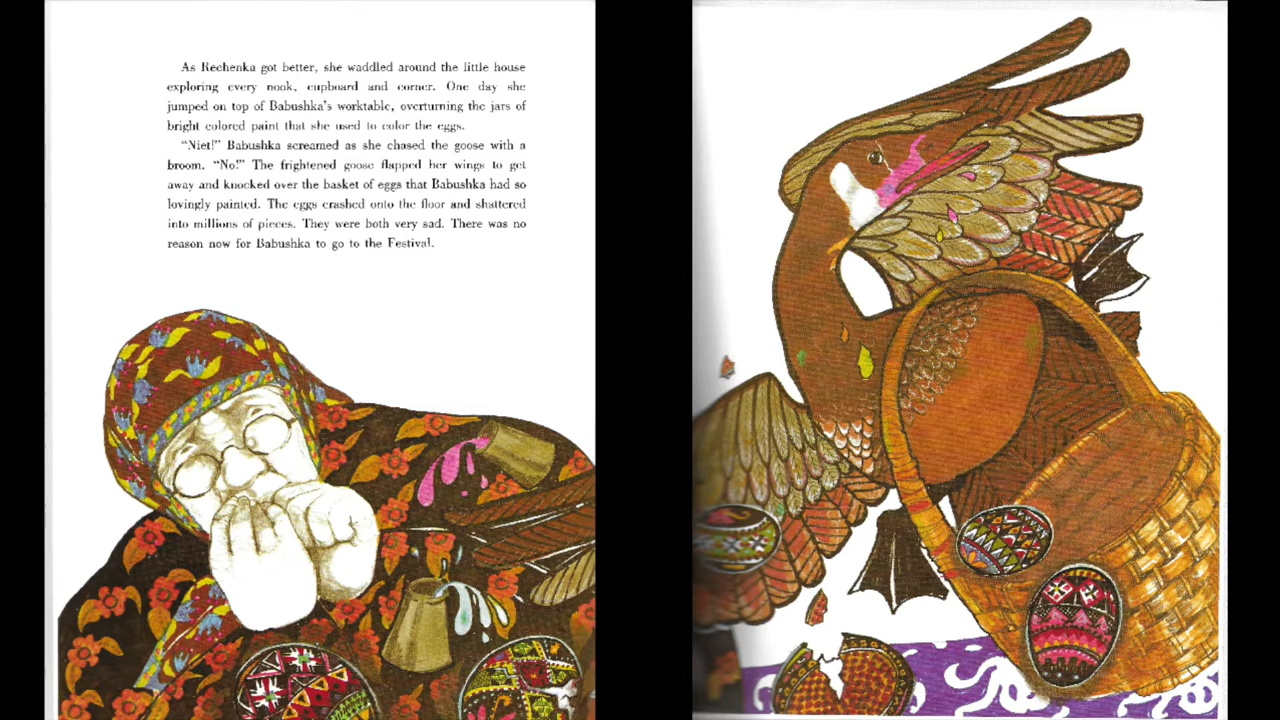 As Rechenka got better, she waddled around the little house
exploring every nook, cupboard and corner. One day she
jumped on top of Babushka's worktable, overturning the jars of
bright colored paint that she used to color the eggs.
"Niet!" Babushka screamed as she chased the goose with a
broom. "No!" The frightened goose flapped her wings to get
away and knocked over the basket of eggs that Babushka had so
lovingly painted. The eggs crashed onto the floor and shattered
into millions of pieces. They were both very sad. There was no
reason now for Babushka to go to the Festival.